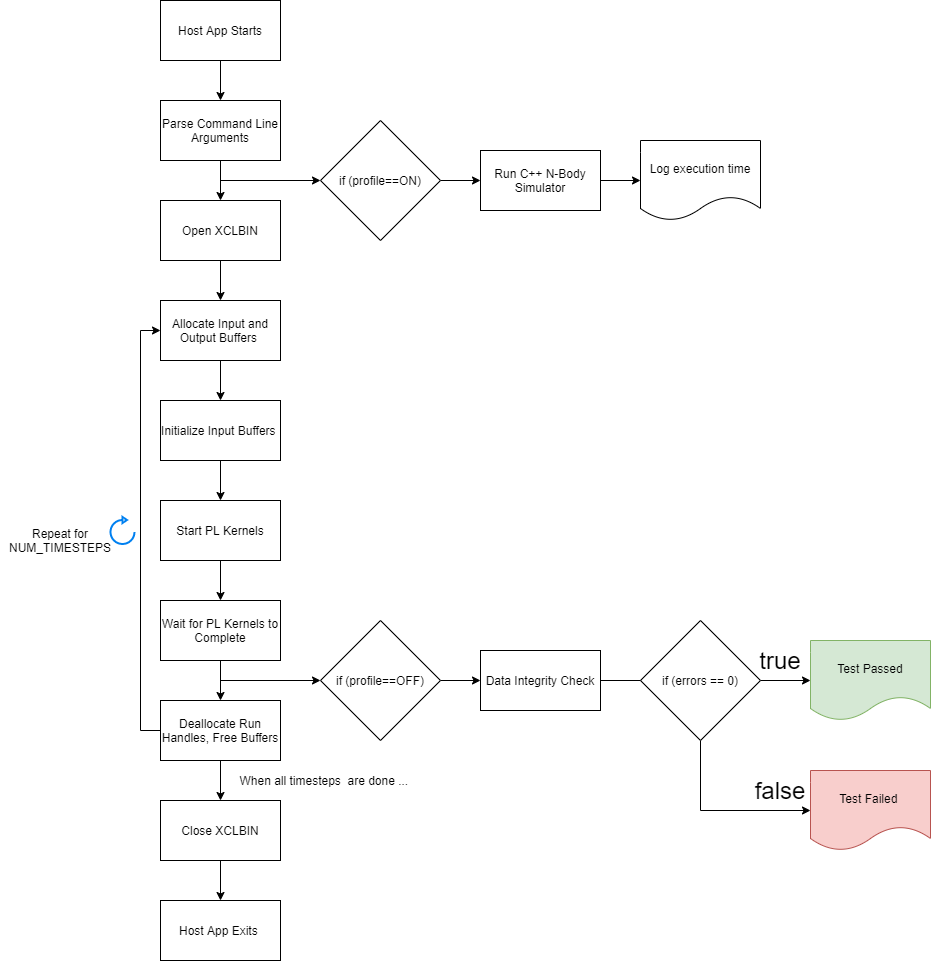 Host App Starts
Parse Command Line
Arguments
if (profile==ON)
Run C++ N-Body
Simulator
Log execution time
Open XCLBIN
Allocate Input and
Output Buffers
Initialize Input Buffers
Start PL Kernels
Repeat for
NUM_TIMESTEPS
Wait for PL Kernels to
Complete
if (profile==OFF)
Data Integrity Check
if (errors == 0)
true
Test Passed
Deallocate Run
Handles, Free Buffers
When all timesteps  are done ...
false
Test Failed
Close XCLBIN
Host App Exits